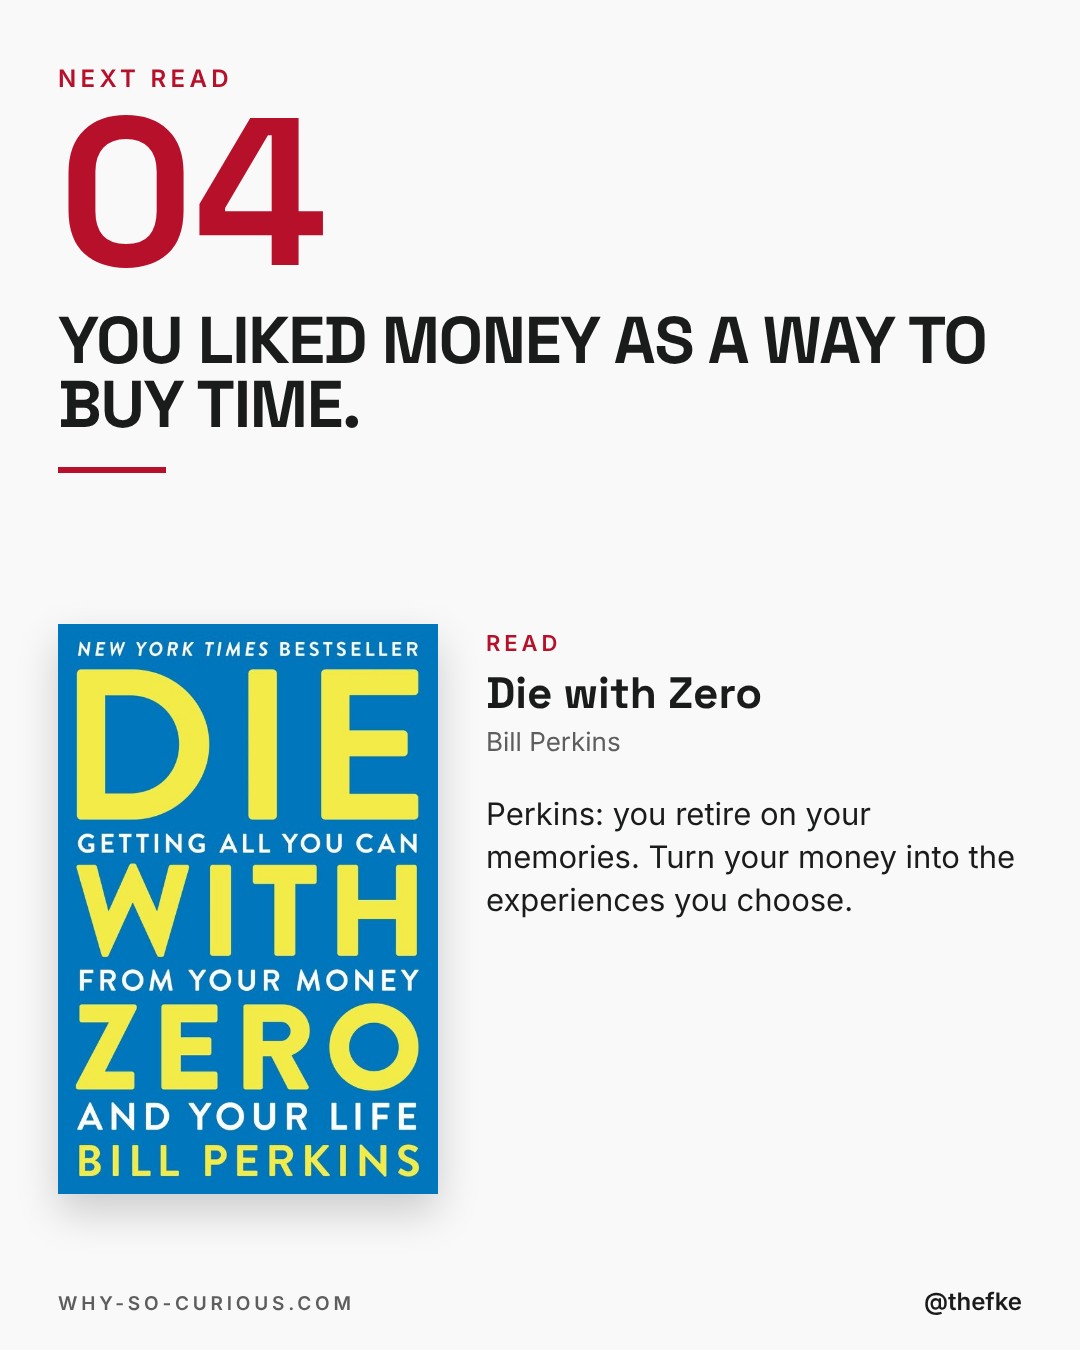 NEXT READ
04
YOU LIKED MONEY AS A WAY TO
BUY TIME.
NEW YORK TIMES BESTSELLER
DIE
GETTING ALL YOU CAN
WITH
FROM YOUR MONEY
ZERO
AND YOUR LIFE
BILL PERKINS
READ
Die with Zero
Bill Perkins
Perkins: you retire on your
memories. Turn your money into the
experiences you choose.
WHY-SO-CURIOUS.COM
@thefke